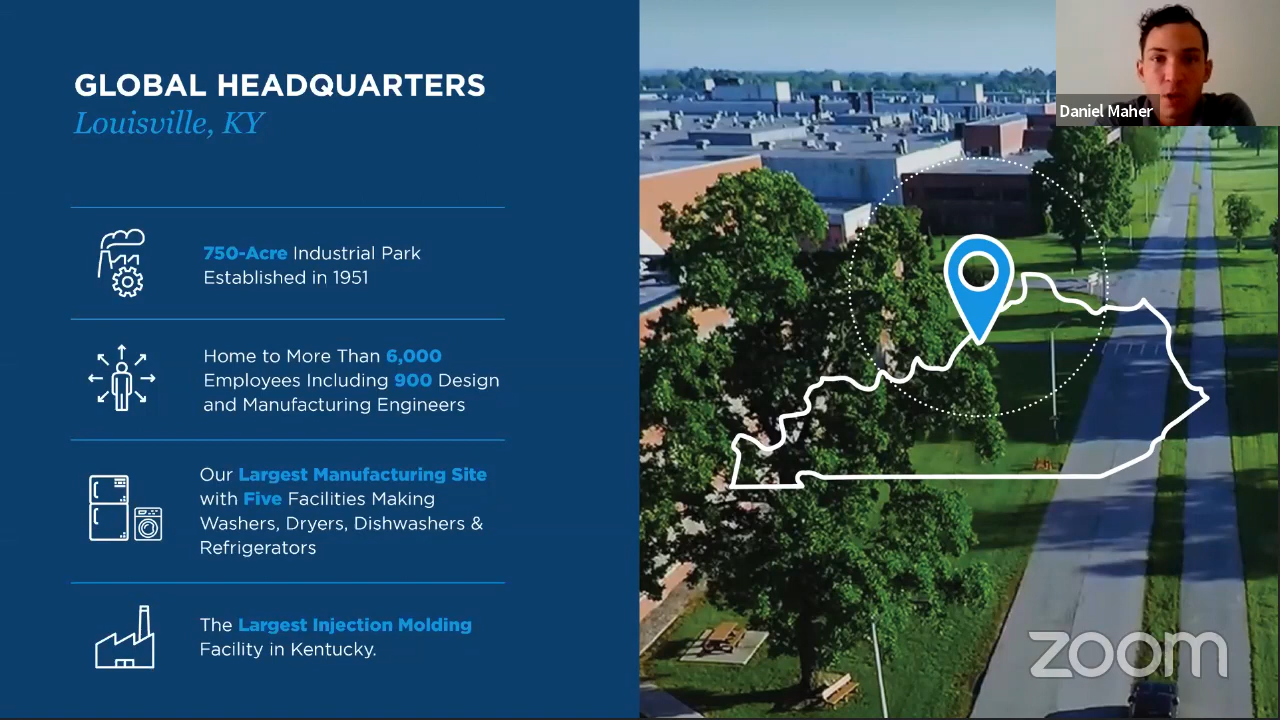 GLOBAL HEADQUARTERS
Louisville, KY
750-Acre Industrial Park
Established in 1951
Home to More Than 6,000
Employees Including 900 Design
and Manufacturing Engineers
Our Largest Manufacturing Site
with Five Facilities Making
Washers, Dryers, Dishwashers &
Refrigerators
The Largest Injection Molding
Facility in Kentucky.
Daniel Maher
zoom